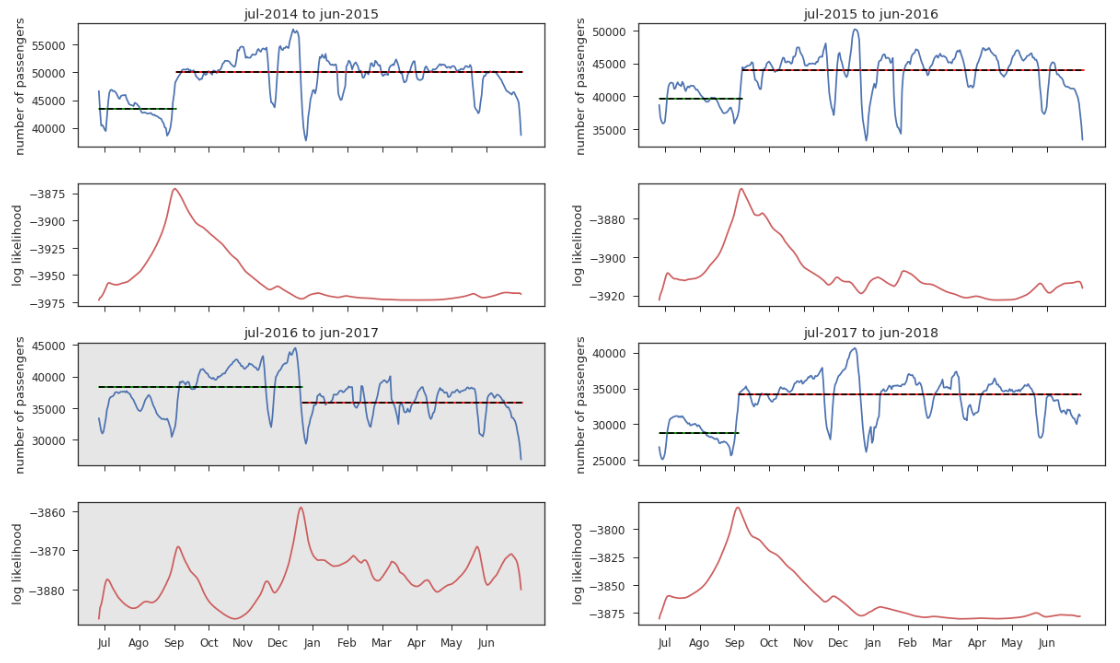 jul-2014 to jun-2015
number of passengers
55000
50000
45000
40000
log likelihood
−3875
−3900
−3925
−3950
−3975
jul-2015 to jun-2016
number of passengers
50000
45000
40000
35000
log likelihood
−3880
−3900
−3920
jul-2016 to jun-2017
number of passengers
45000
40000
35000
30000
log likelihood
−3860
−3870
−3880
Jul Ago Sep Oct Nov Dec Jan Feb Mar Apr May Jun
jul-2017 to jun-2018
number of passengers
40000
35000
30000
25000
log likelihood
−3800
−3825
−3850
−3875
Jul Ago Sep Oct Nov Dec Jan Feb Mar Apr May Jun